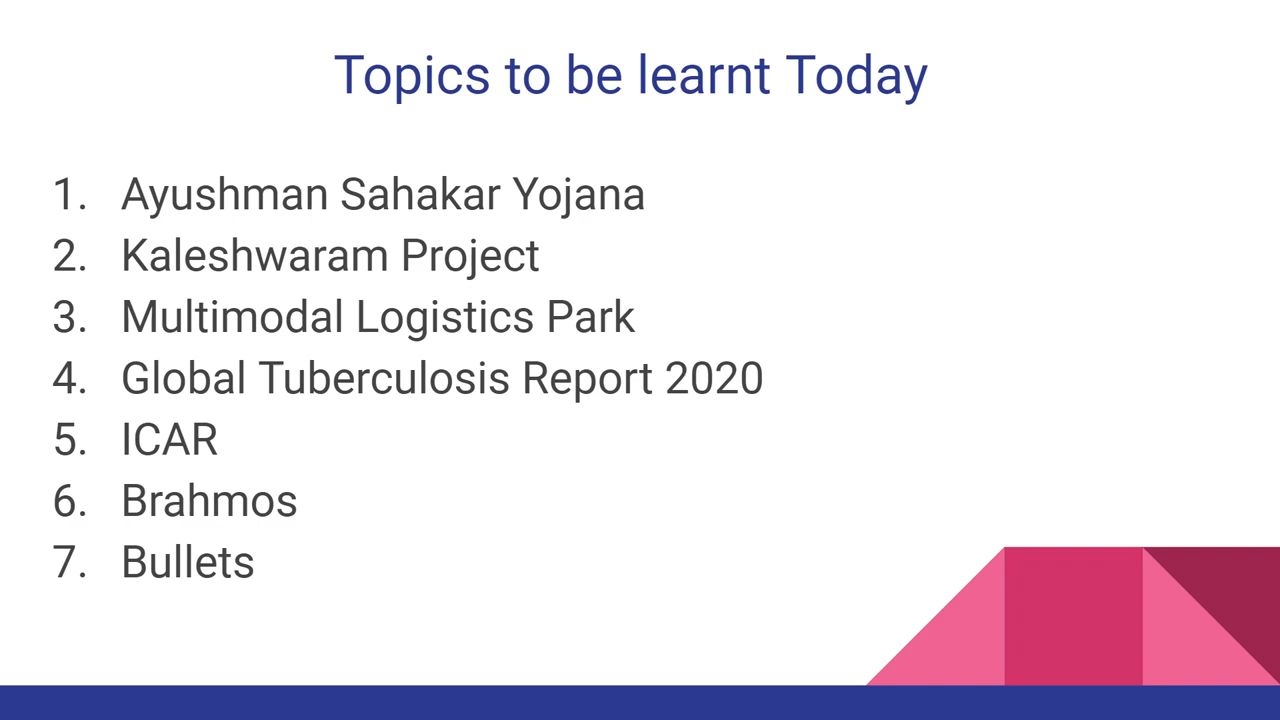 Topics to be learnt Today
1. Ayushman Sahakar Yojana
2. Kaleshwaram Project
3. Multimodal Logistics Park
4. Global Tuberculosis Report 2020
5. ICAR
6. Brahmos
7. Bullets